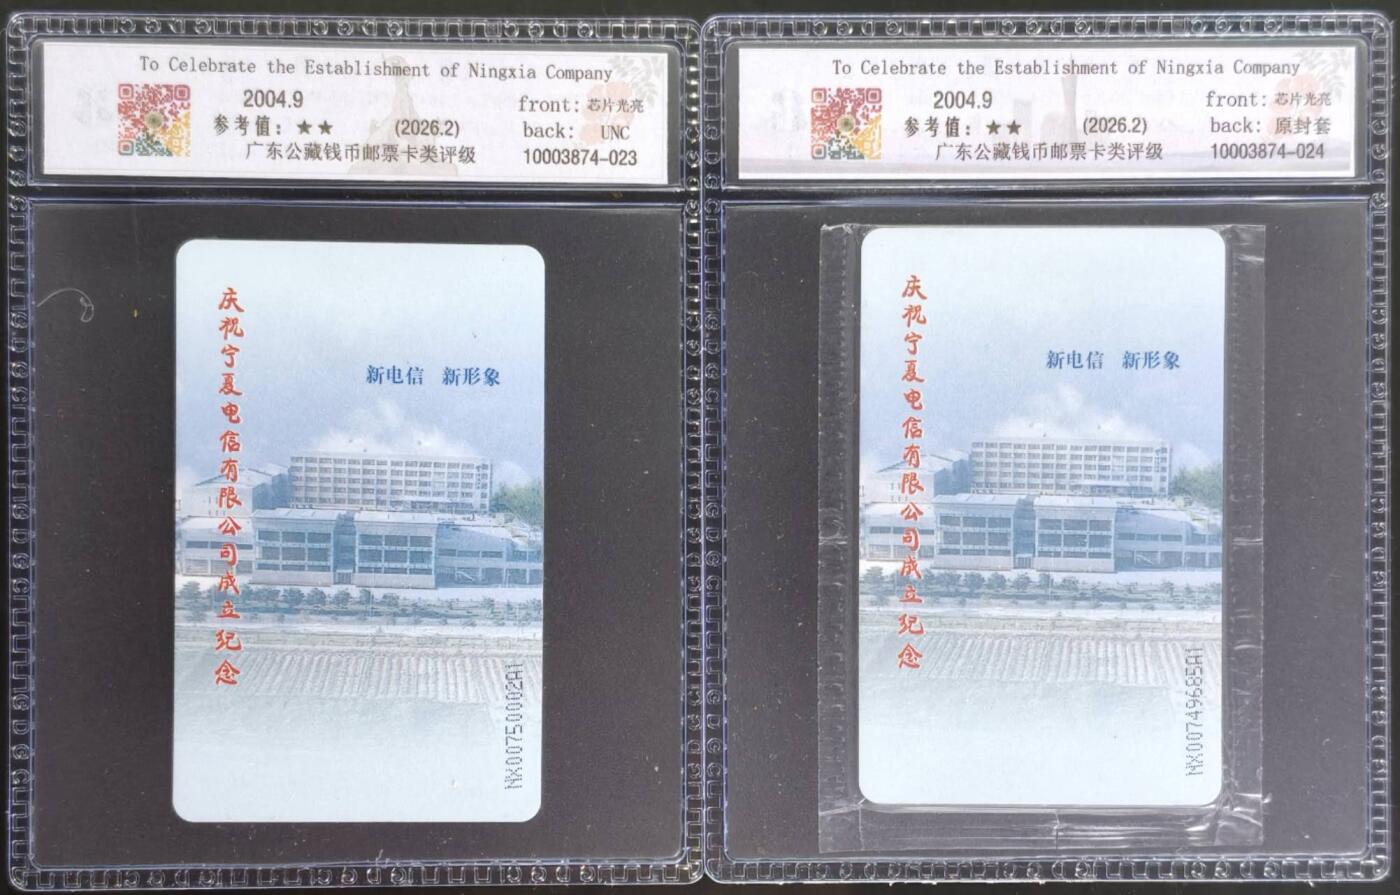 To Celebrate the Establishment of Ningxia Company
2004.9
front: 芯片光亮
参考值：★★ (2026.2)
back: UNC
广东公藏钱币邮票卡类评级
10003874-023
庆祝宁夏电信有限公司成立纪念
新电信 新形象
NX00750002A1
To Celebrate the Establishment of Ningxia Company
2004.9
front: 芯片光亮
参考值：★★ (2026.2)
back: 原封套
广东公藏钱币邮票卡类评级
10003874-024
庆祝宁夏电信有限公司成立纪念
新电信 新形象
NX00749685A1